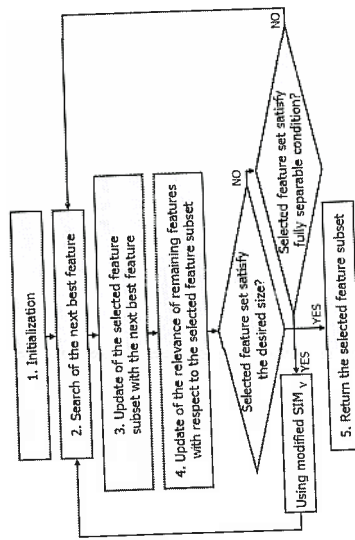 1. Initialization
2. Search of the next best feature
3. Update of the selected feature
subset with the next best feature
4. Update of the relevance of remaining features
with respect to the selected feature subset
Selected feature set satisfy
the desired size?
NO
Selected feature set satisfy
fully separable condition?
NO
Using modified SIM v
YES
YES
5. Return the selected feature subset